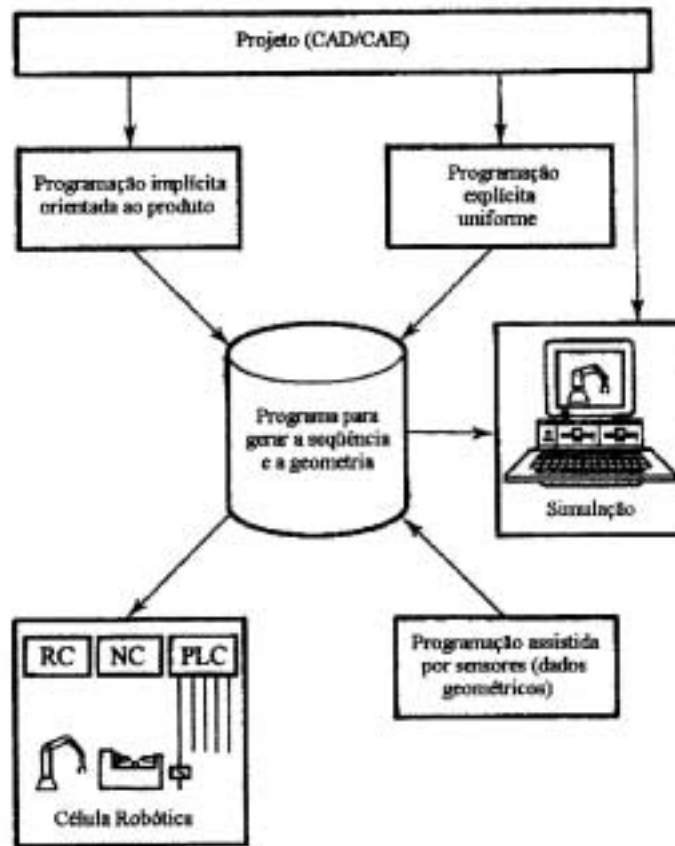 Projeto (CAD/CAE)
Programação implícita
orientada ao produto
Programação
explícita
uniforme
Programa para
gerar a seqüência
e a geometria
Simulação
RC
NC
PLC
Célula Robótica
Programação assistida
por sensores (dados
geométricos)